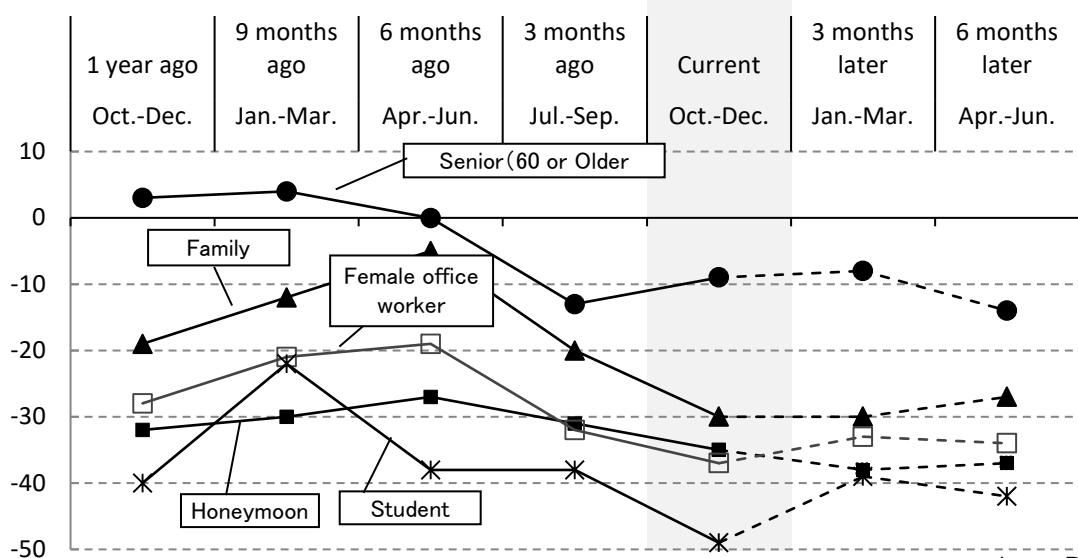 1 year ago
Oct.-Dec.
9 months
ago
Jan.-Mar.
6 months
ago
Apr.-Jun.
3 months
ago
Jul.-Sep.
Current
Oct.-Dec.
3 months
later
Jan.-Mar.
6 months
later
Apr.-Jun.
10
0
-10
-20
-30
-40
-50
Senior(60 or Older
Family
Female office
worker
Honeymoon
Student